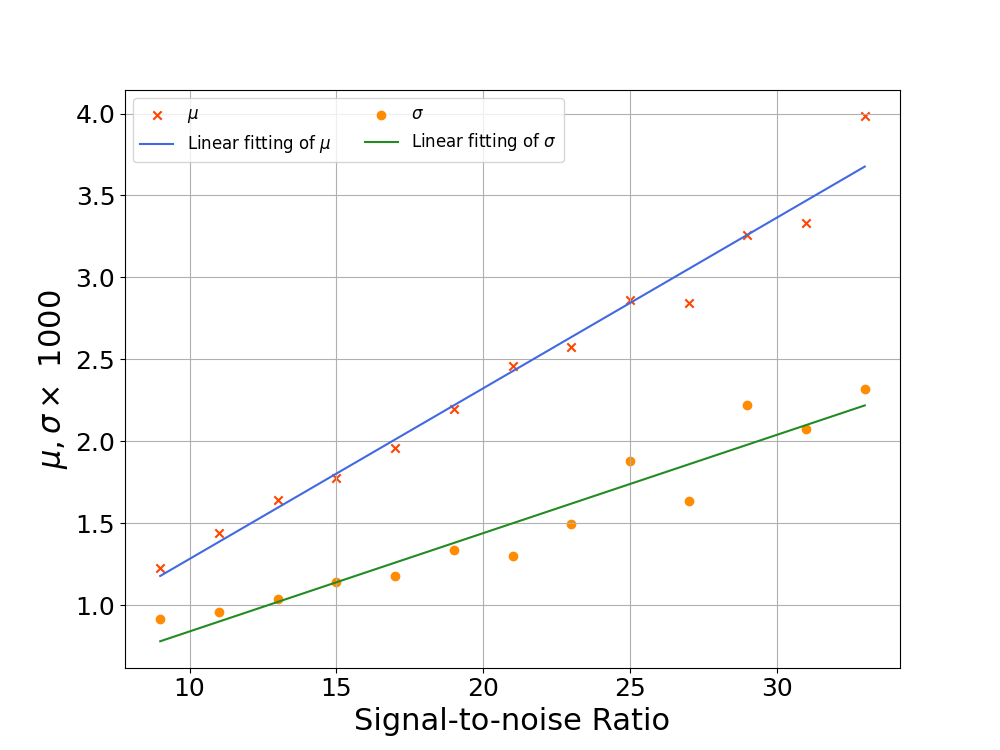 μ
σ
Linear fitting of μ
Linear fitting of σ
4.0
3.5
3.0
2.5
2.0
1.5
1.0
μ, σ × 1000
10 15 20 25 30
Signal-to-noise Ratio